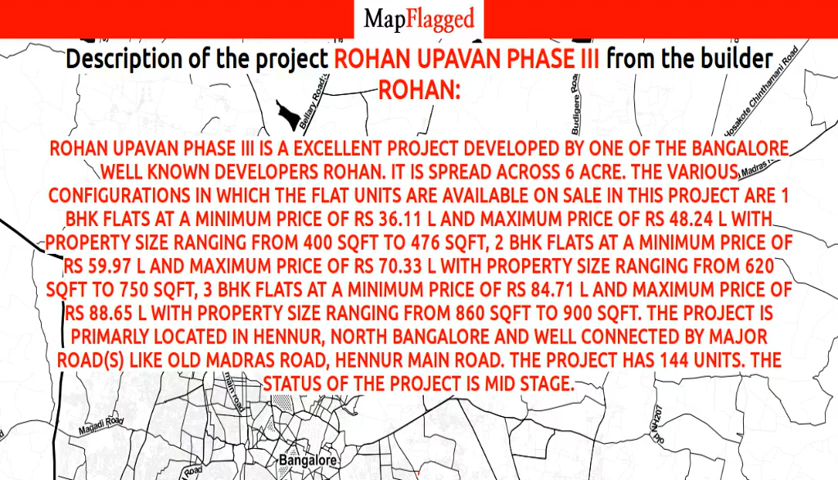 MapFlagged
Description of the project ROHAN UPAVAN PHASE III from the builder
ROHAN:
Bellary Road
Budigere Road
Hosakote Chinthamani Road
ROHAN UPAVAN PHASE III IS A EXCELLENT PROJECT DEVELOPED BY ONE OF THE BANGALORE
WELL KNOWN DEVELOPERS ROHAN. IT IS SPREAD ACROSS 6 ACRE. THE VARIOUS
Madras
CONFIGURATIONS IN WHICH THE FLAT UNITS ARE AVAILABLE ON SALE IN THIS PROJECT ARE 1
BHK FLATS AT A MINIMUM PRICE OF RS 36.11 L AND MAXIMUM PRICE OF RS 48.24 L WITH
PROPERTY SIZE RANGING FROM 400 SQFT TO 476 SQFT, 2 BHK FLATS AT A MINIMUM PRICE OF
RS 59.97 L AND MAXIMUM PRICE OF RS 70.33 L WITH PROPERTY SIZE RANGING FROM 620
SQFT TO 750 SQFT, 3 BHK FLATS AT A MINIMUM PRICE OF RS 84.71 L AND MAXIMUM PRICE OF
RS 88.65 L WITH PROPERTY SIZE RANGING FROM 860 SQFT TO 900 SQFT. THE PROJECT IS
PRIMARLY LOCATED IN HENNUR, NORTH BANGALORE AND WELL CONNECTED BY MAJOR
ROAD(S) LIKE OLD MADRAS ROAD, HENNUR MAIN ROAD. THE PROJECT HAS 144 UNITS. THE
STATUS OF THE PROJECT IS MID STAGE.
main road
Magadi Road
NH207
Road
Bangalore